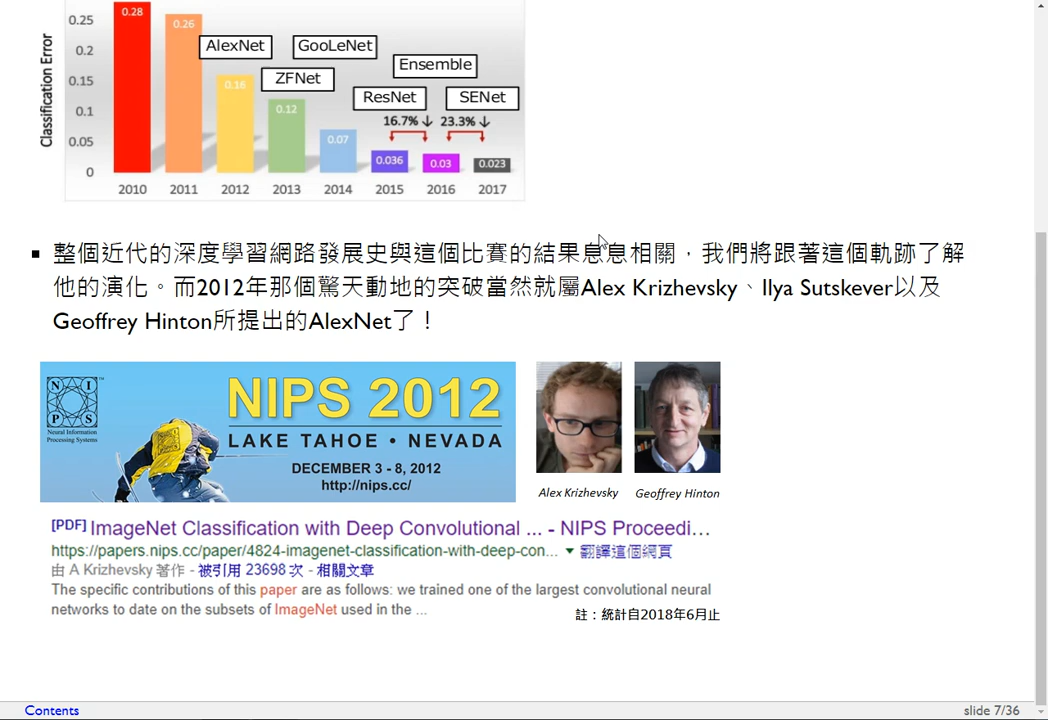 0.28
0.25
0.26
0.2
0.15
0.1
0.05
0
Classification Error
AlexNet
GooLeNet
ZFNet
Ensemble
ResNet
SENet
16.7% ↓
23.3% ↓
0.16
0.12
0.07
0.036
0.03
0.023
2010 2011 2012 2013 2014 2015 2016 2017
▪ 整個近代的深度學習網路發展史與這個比賽的結果息息相關，我們將跟著這個軌跡了解
他的演化。而2012年那個驚天動地的突破當然就屬Alex Krizhevsky、Ilya Sutskever以及
Geoffrey Hinton所提出的AlexNet了！
N I P S
Neural Information
Processing Systems
NIPS 2012
LAKE TAHOE • NEVADA
DECEMBER 3 - 8, 2012
http://nips.cc/
Alex Krizhevsky
Geoffrey Hinton
[PDF] ImageNet Classification with Deep Convolutional ... - NIPS Proceedi...
https://papers.nips.cc/paper/4824-imagenet-classification-with-deep-con... ▼ 翻譯這個網頁
由 A Krizhevsky 著作 - 被引用 23698 次 - 相關文章
The specific contributions of this paper are as follows: we trained one of the largest convolutional neural
networks to date on the subsets of ImageNet used in the ...
註：統計自2018年6月止
Contents
slide 7/36